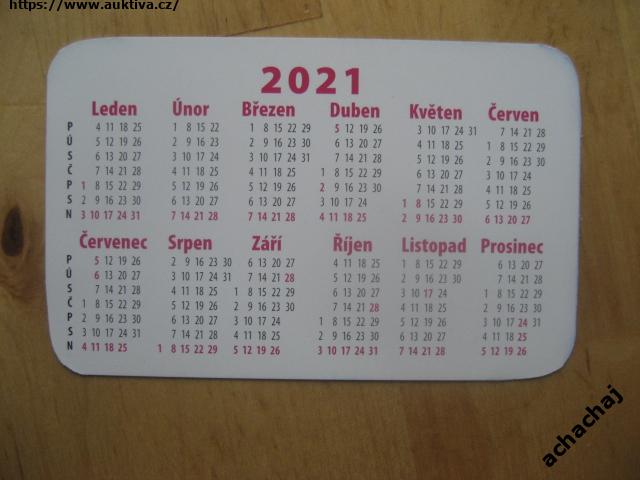 https://www.auktiva.cz/
2021
Leden Únor Březen Duben Květen Červen
P 4 11 18 25 1 8 15 22 1 8 15 22 29 5 12 19 26 3 10 17 24 31 7 14 21 28
Ú 5 12 19 26 2 9 16 23 2 9 16 23 30 6 13 20 27 4 11 18 25 1 8 15 22 29
S 6 13 20 27 3 10 17 24 3 10 17 24 31 7 14 21 28 5 12 19 26 2 9 16 23 30
Č 7 14 21 28 4 11 18 25 4 11 18 25 1 8 15 22 29 6 13 20 27 3 10 17 24
P 1 8 15 22 29 5 12 19 26 5 12 19 26 2 9 16 23 30 7 14 21 28 4 11 18 25
S 2 9 16 23 30 6 13 20 27 6 13 20 27 3 10 17 24 1 8 15 22 29 5 12 19 26
N 3 10 17 24 31 7 14 21 28 7 14 21 28 4 11 18 25 2 9 16 23 30 6 13 20 27
Červenec Srpen Září Říjen Listopad Prosinec
P 5 12 19 26 2 9 16 23 30 6 13 20 27 4 11 18 25 1 8 15 22 29 6 13 20 27
Ú 6 13 20 27 3 10 17 24 31 7 14 21 28 5 12 19 26 2 9 16 23 30 7 14 21 28
S 7 14 21 28 4 11 18 25 1 8 15 22 29 6 13 20 27 3 10 17 24 1 8 15 22 29
Č 1 8 15 22 29 5 12 19 26 2 9 16 23 30 7 14 21 28 4 11 18 25 2 9 16 23 30
P 2 9 16 23 30 6 13 20 27 3 10 17 24 1 8 15 22 29 5 12 19 26 3 10 17 24 31
S 3 10 17 24 31 7 14 21 28 4 11 18 25 2 9 16 23 30 6 13 20 27 4 11 18 25
N 4 11 18 25 1 8 15 22 29 5 12 19 26 3 10 17 24 31 7 14 21 28 5 12 19 26
achachaj